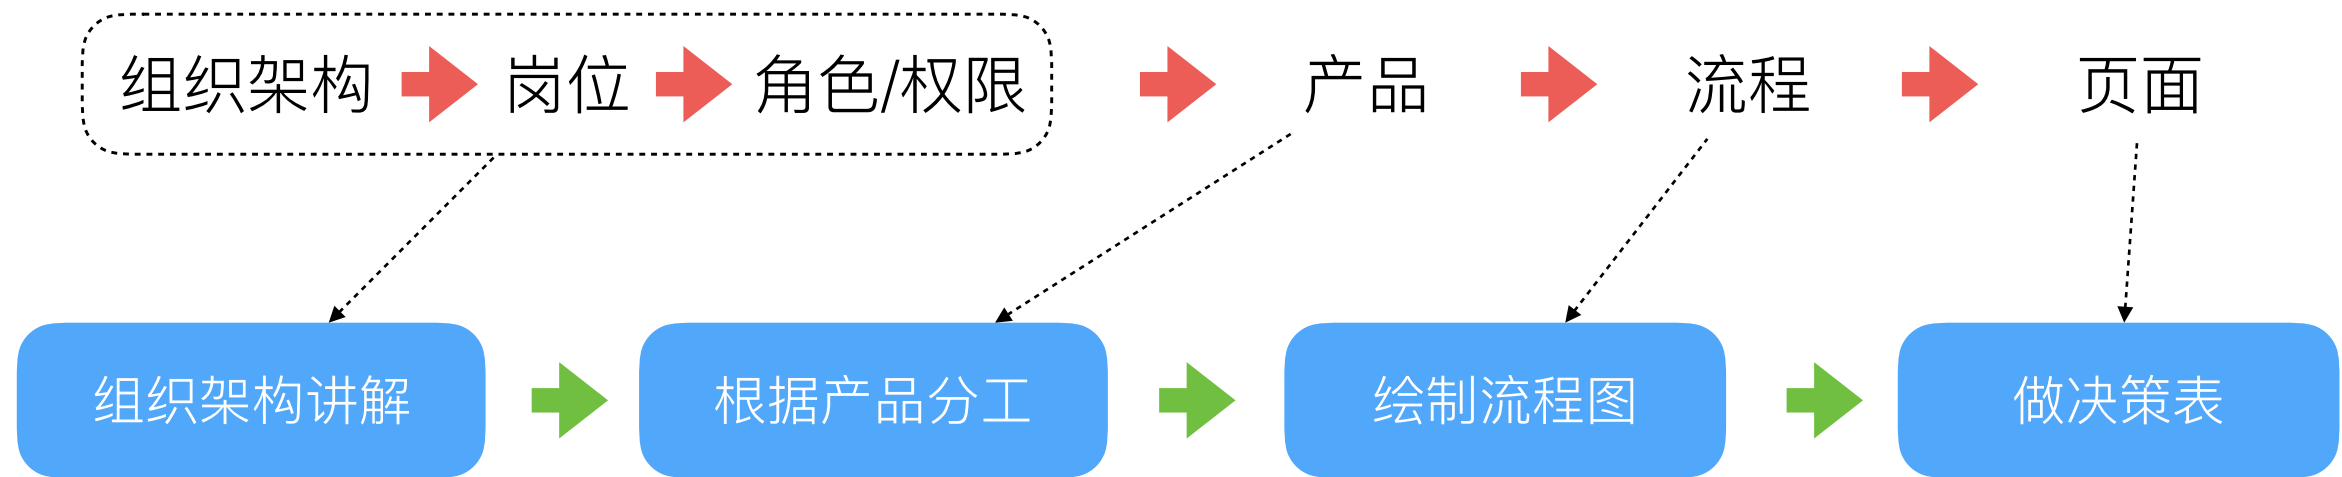 组织架构 岗位 角色/权限 产品 流程 页面
组织架构讲解 根据产品分工 绘制流程图 做决策表